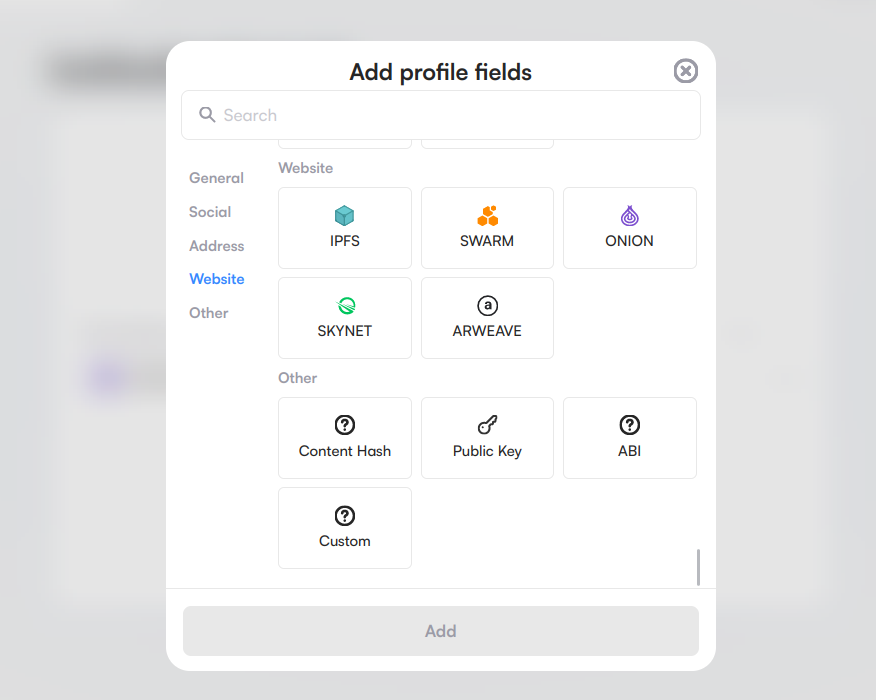 Add profile fields
Search
General
Social
Address
Website
Other
Website
IPFS
SWARM
ONION
SKYNET
ARWEAVE
Other
Content Hash
Public Key
ABI
Custom
Add